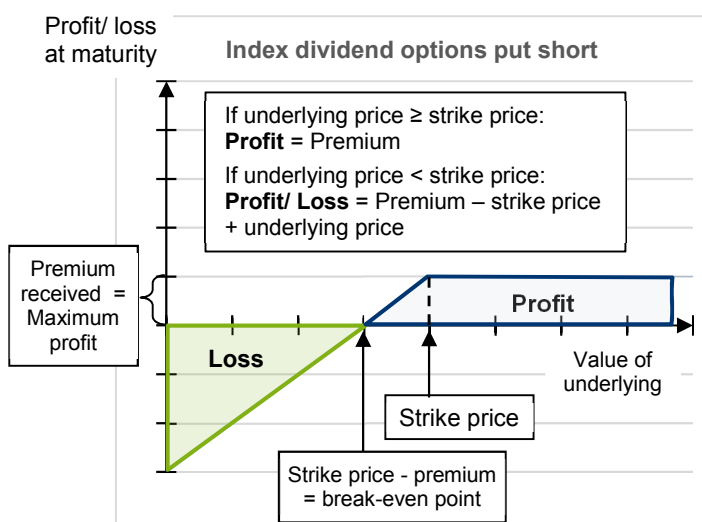 Profit/ loss
at maturity
Index dividend options put short
If underlying price ≥ strike price:
Profit = Premium
If underlying price < strike price:
Profit/ Loss = Premium – strike price
+ underlying price
Premium
received =
Maximum
profit
Profit
Loss
Value of
underlying
Strike price
Strike price - premium
= break-even point